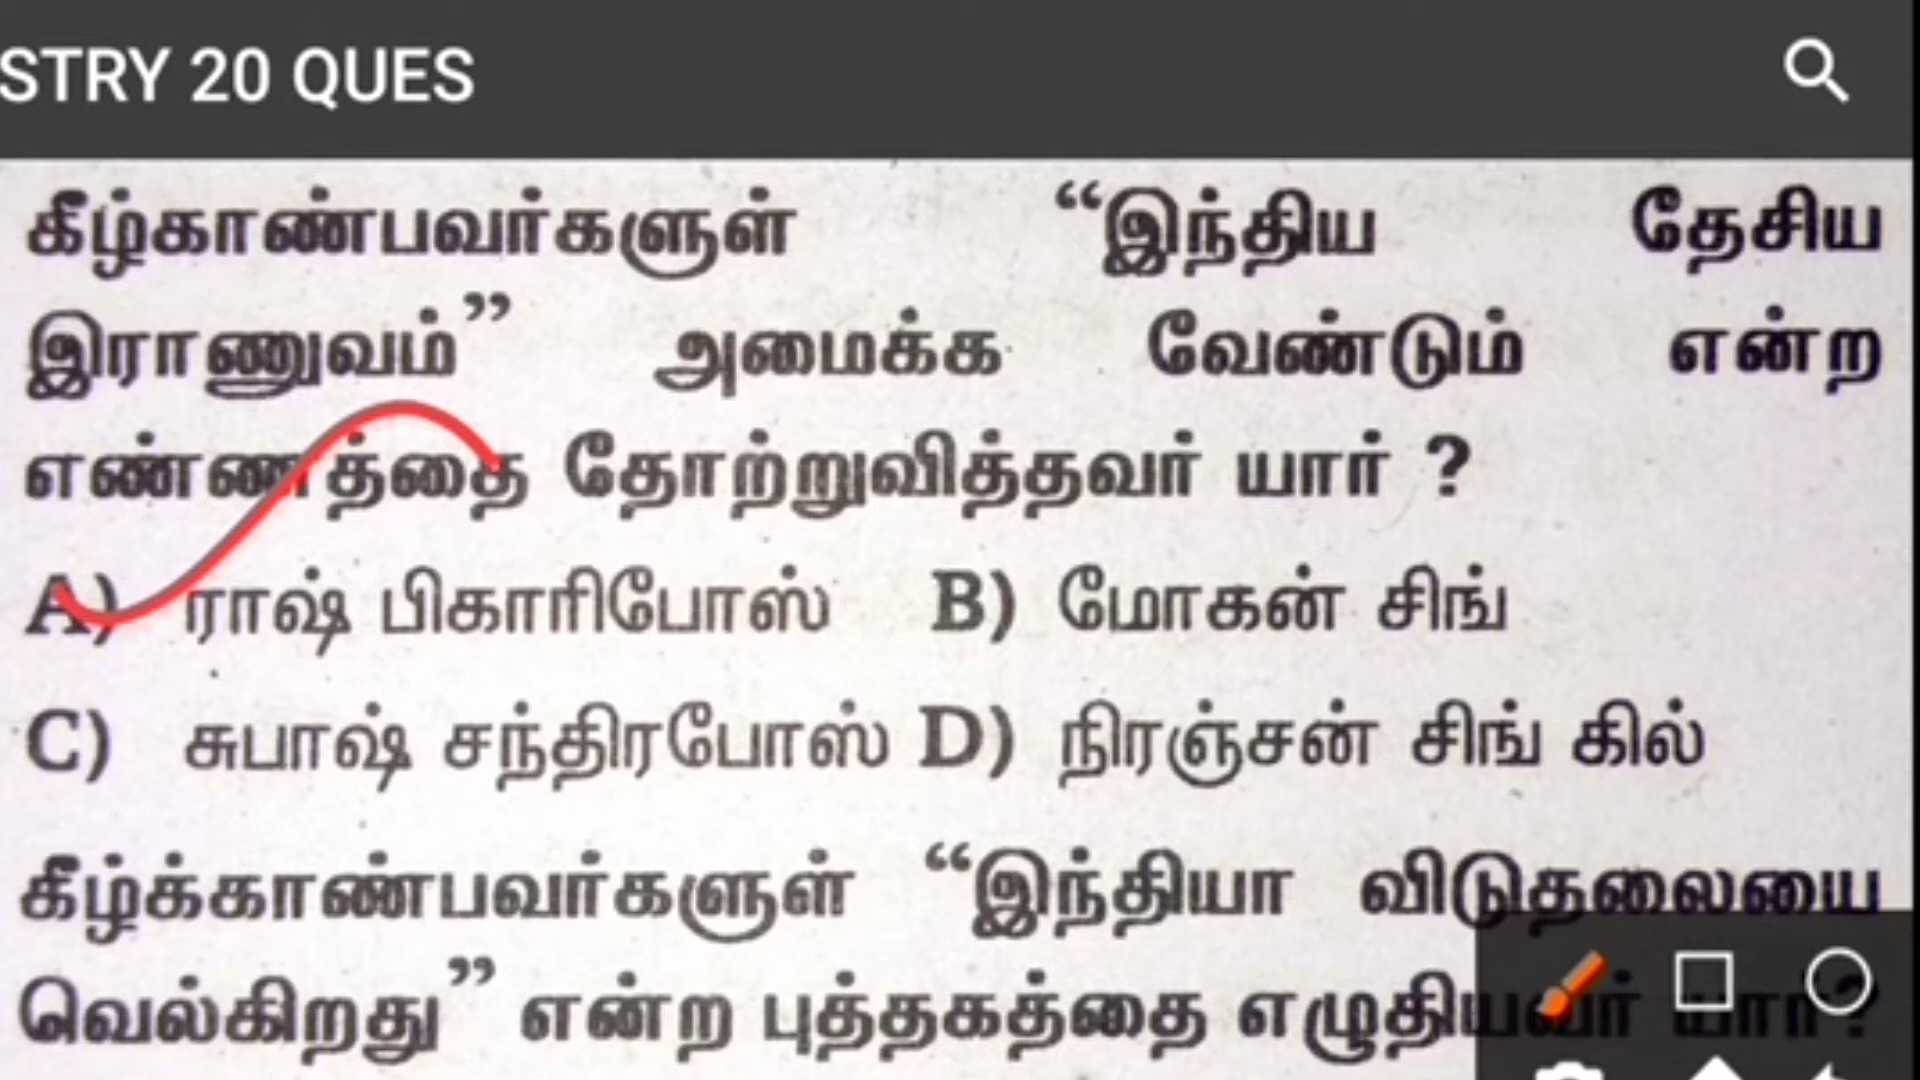 STRY 20 QUES
கீழ்காண்பவர்களுள் “இந்திய தேசிய
இராணுவம்” அமைக்க வேண்டும் என்ற
எண்ணத்தை தோற்றுவித்தவர் யார் ?
A) ராஷ் பிகாரிபோஸ் B) மோகன் சிங்
C) சுபாஷ் சந்திரபோஸ் D) நிரஞ்சன் சிங் கில்
கீழ்க்காண்பவர்களுள் “இந்தியா விடுதலையை
வெல்கிறது” என்ற புத்தகத்தை எழுதியவர் யார்?